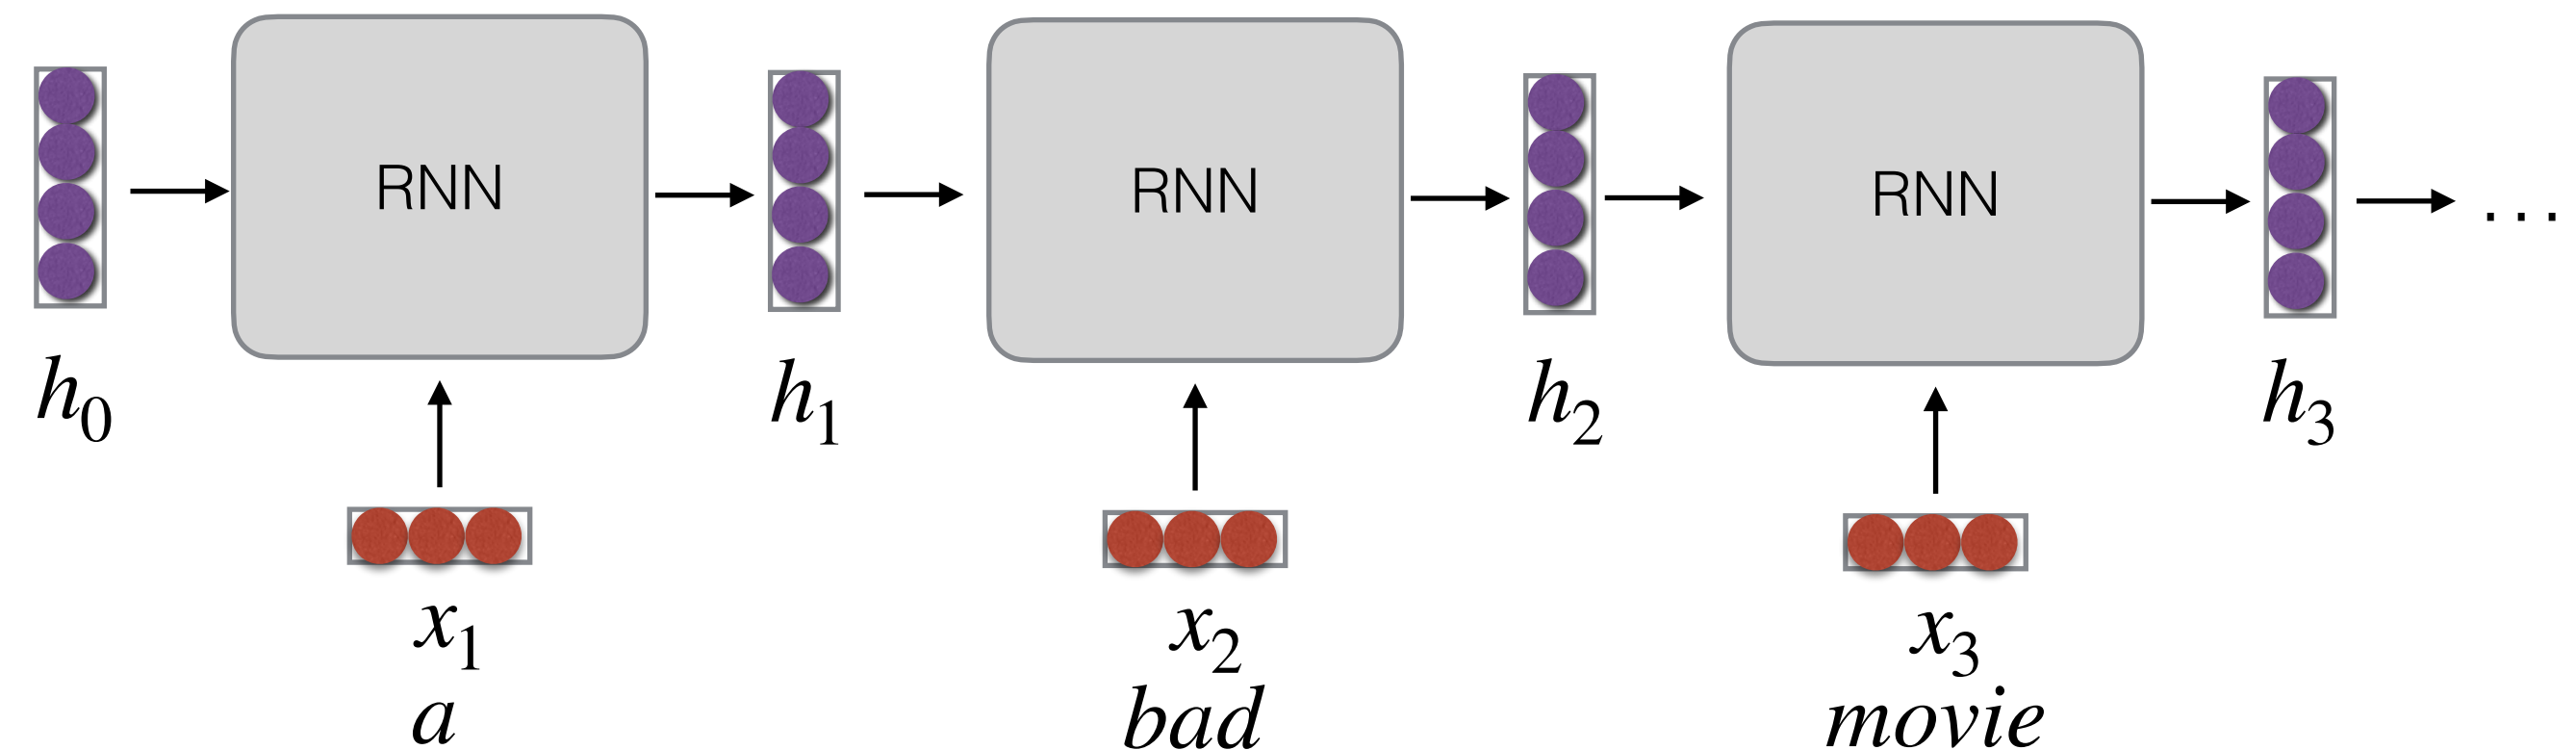 RNN RNN RNN ...
h₀ h₁ h₂ h₃
x₁ x₂ x₃
a bad movie